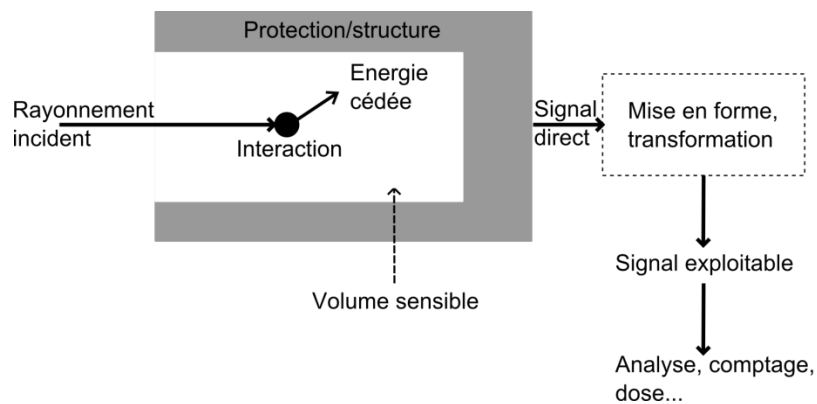 Protection/structure
Rayonnement
incident
Energie
cédée
Interaction
Signal
direct
Mise en forme,
transformation
Volume sensible
Signal exploitable
Analyse, comptage,
dose...